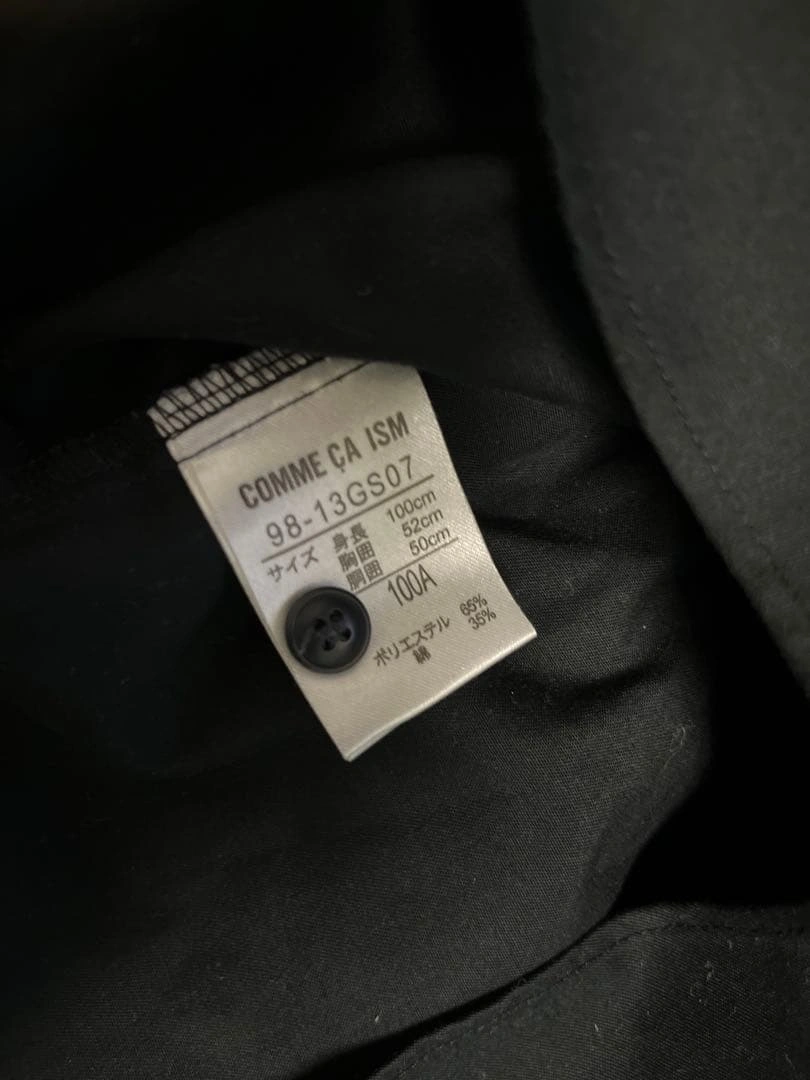 COMME ÇA ISM
98-13GS07
サイズ 身長 100cm
胸囲 52cm
胴囲 50cm
100A
ポリエステル 65%
綿 35%